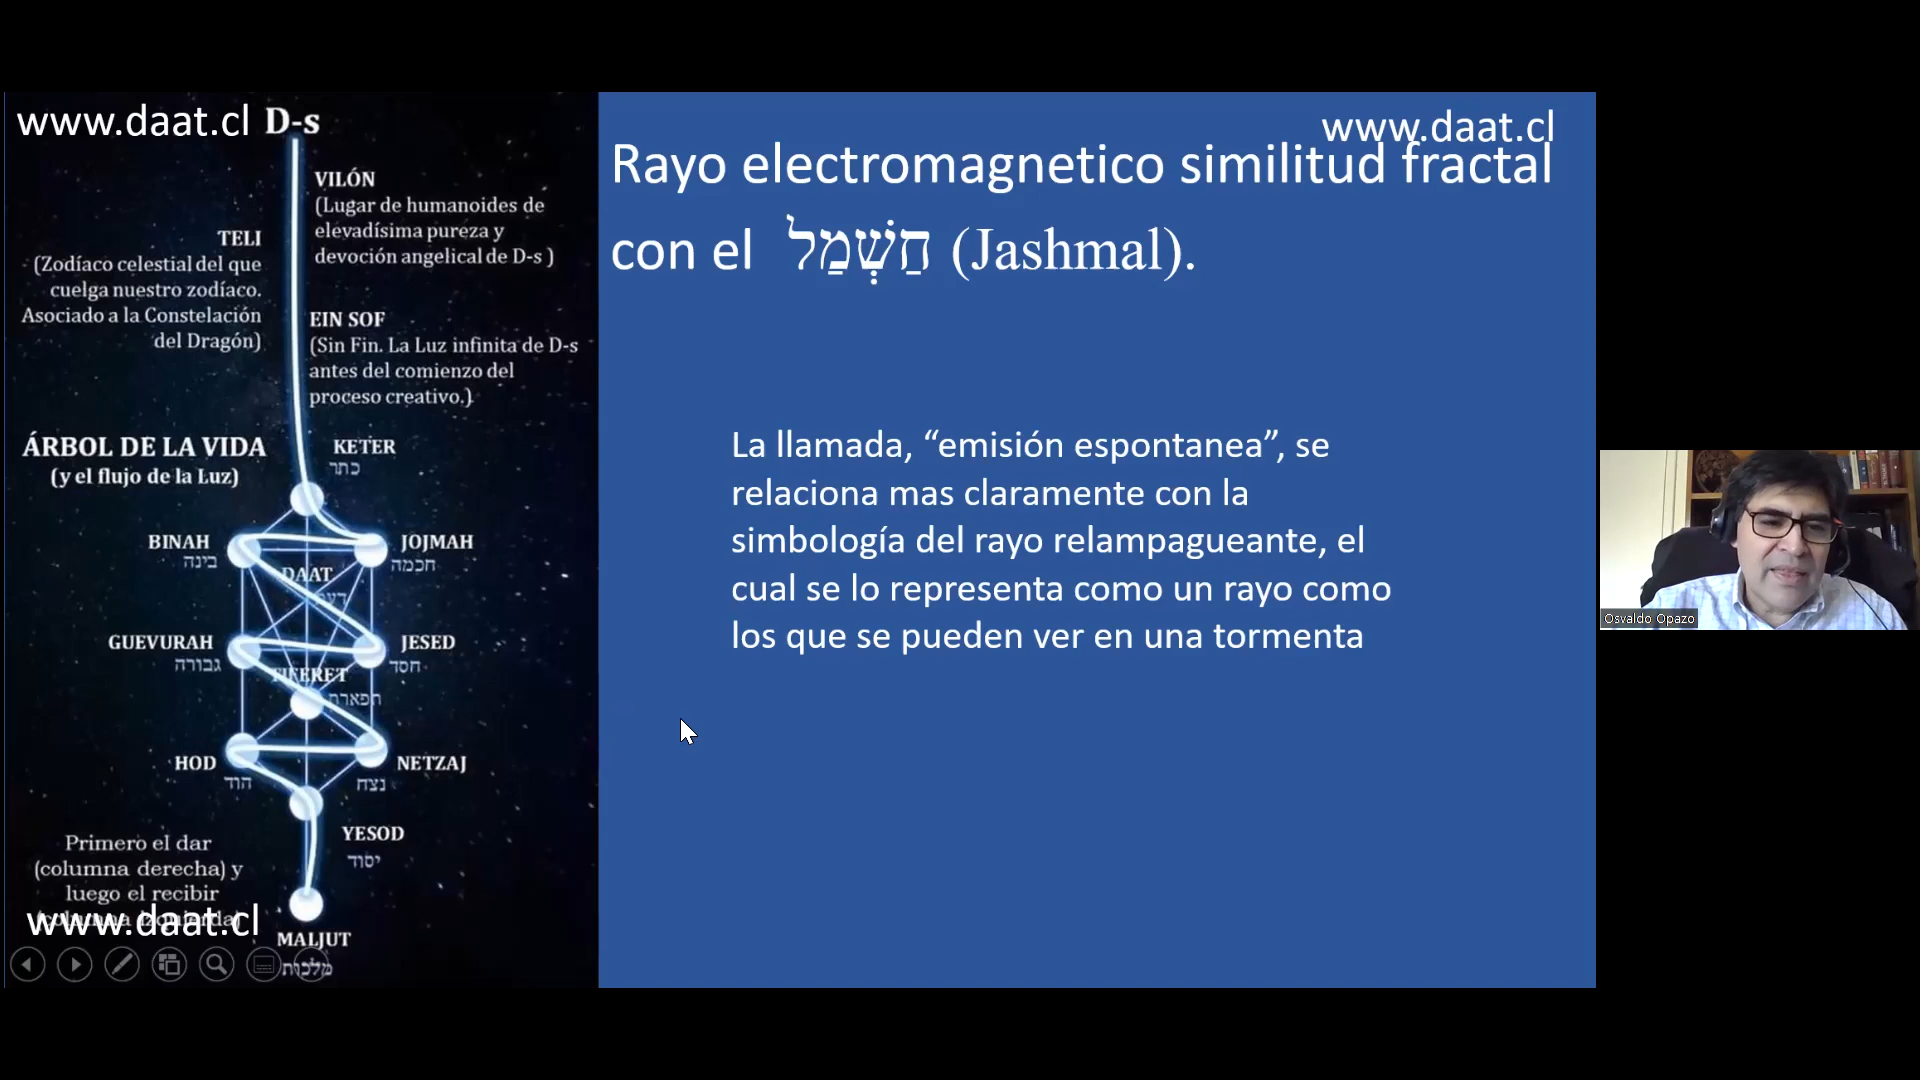 www.daat.cl
D-s
VILÓN
(Lugar de humanoides de
elevadísima pureza y
devoción angelical de D-s )
TELI
(Zodíaco celestial del que
cuelga nuestro zodíaco.
Asociado a la Constelación
del Dragón)
EIN SOF
(Sin Fin. La Luz infinita de D-s
antes del comienzo del
proceso creativo.)
ÁRBOL DE LA VIDA
(y el flujo de la Luz)
KETER
כתר
BINAH
בינה
JOJMAH
חכמה
DAAT
דעת
GUEVURAH
גבורה
JESED
חסד
TIFERET
תפארת
HOD
הוד
NETZAJ
נצח
YESOD
יסוד
Primero el dar
(columna derecha) y
luego el recibir
(columna izquierda)
www.daat.cl
MALJUT
מלכות
www.daat.cl
Rayo electromagnetico similitud fractal
con el חַשְׁמַל (Jashmal).
La llamada, “emisión espontanea”, se
relaciona mas claramente con la
simbología del rayo relampagueante, el
cual se lo representa como un rayo como
los que se pueden ver en una tormenta
Osvaldo Opazo